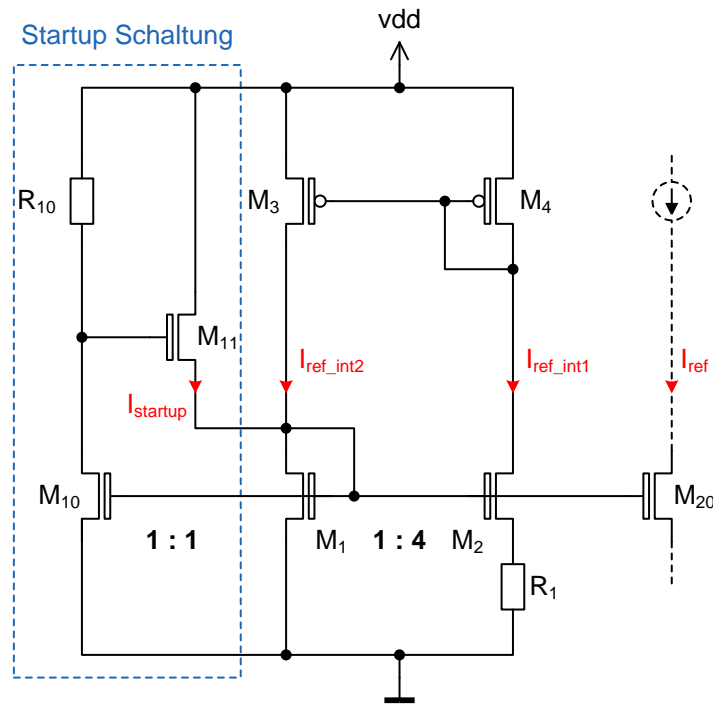 Startup Schaltung
vdd
R10
M3
M4
M11
Iref_int2
Iref_int1
Iref
Istartup
M10
M20
1 : 1
M1
1 : 4
M2
R1